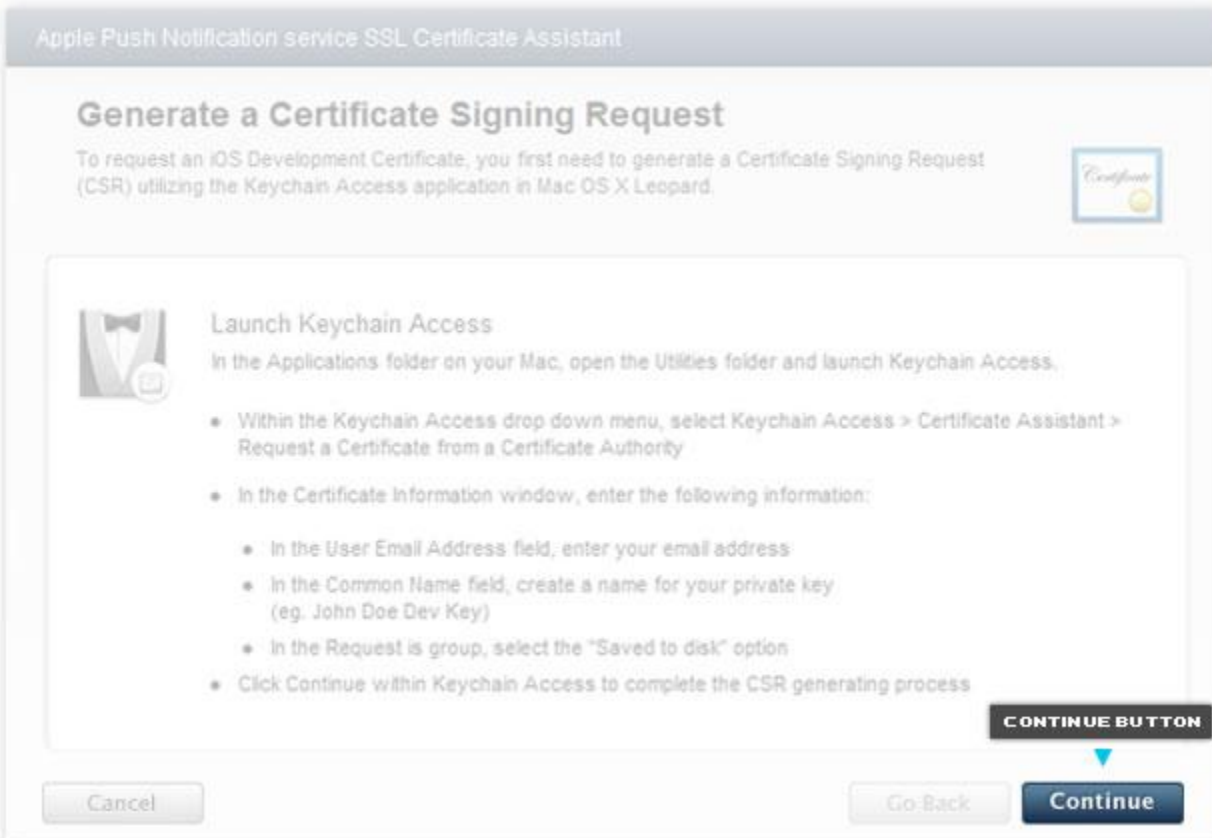 Apple Push Notification service SSL Certificate Assistant
Generate a Certificate Signing Request
To request an iOS Development Certificate, you first need to generate a Certificate Signing Request
(CSR) utilizing the Keychain Access application in Mac OS X Leopard.
Certificate
Launch Keychain Access
In the Applications folder on your Mac, open the Utilities folder and launch Keychain Access.
• Within the Keychain Access drop down menu, select Keychain Access > Certificate Assistant >
Request a Certificate from a Certificate Authority
• In the Certificate Information window, enter the following information:
• In the User Email Address field, enter your email address
• In the Common Name field, create a name for your private key
(eg. John Doe Dev Key)
• In the Request is group, select the "Saved to disk" option
• Click Continue within Keychain Access to complete the CSR generating process
CONTINUE BUTTON
Cancel
Go Back
Continue